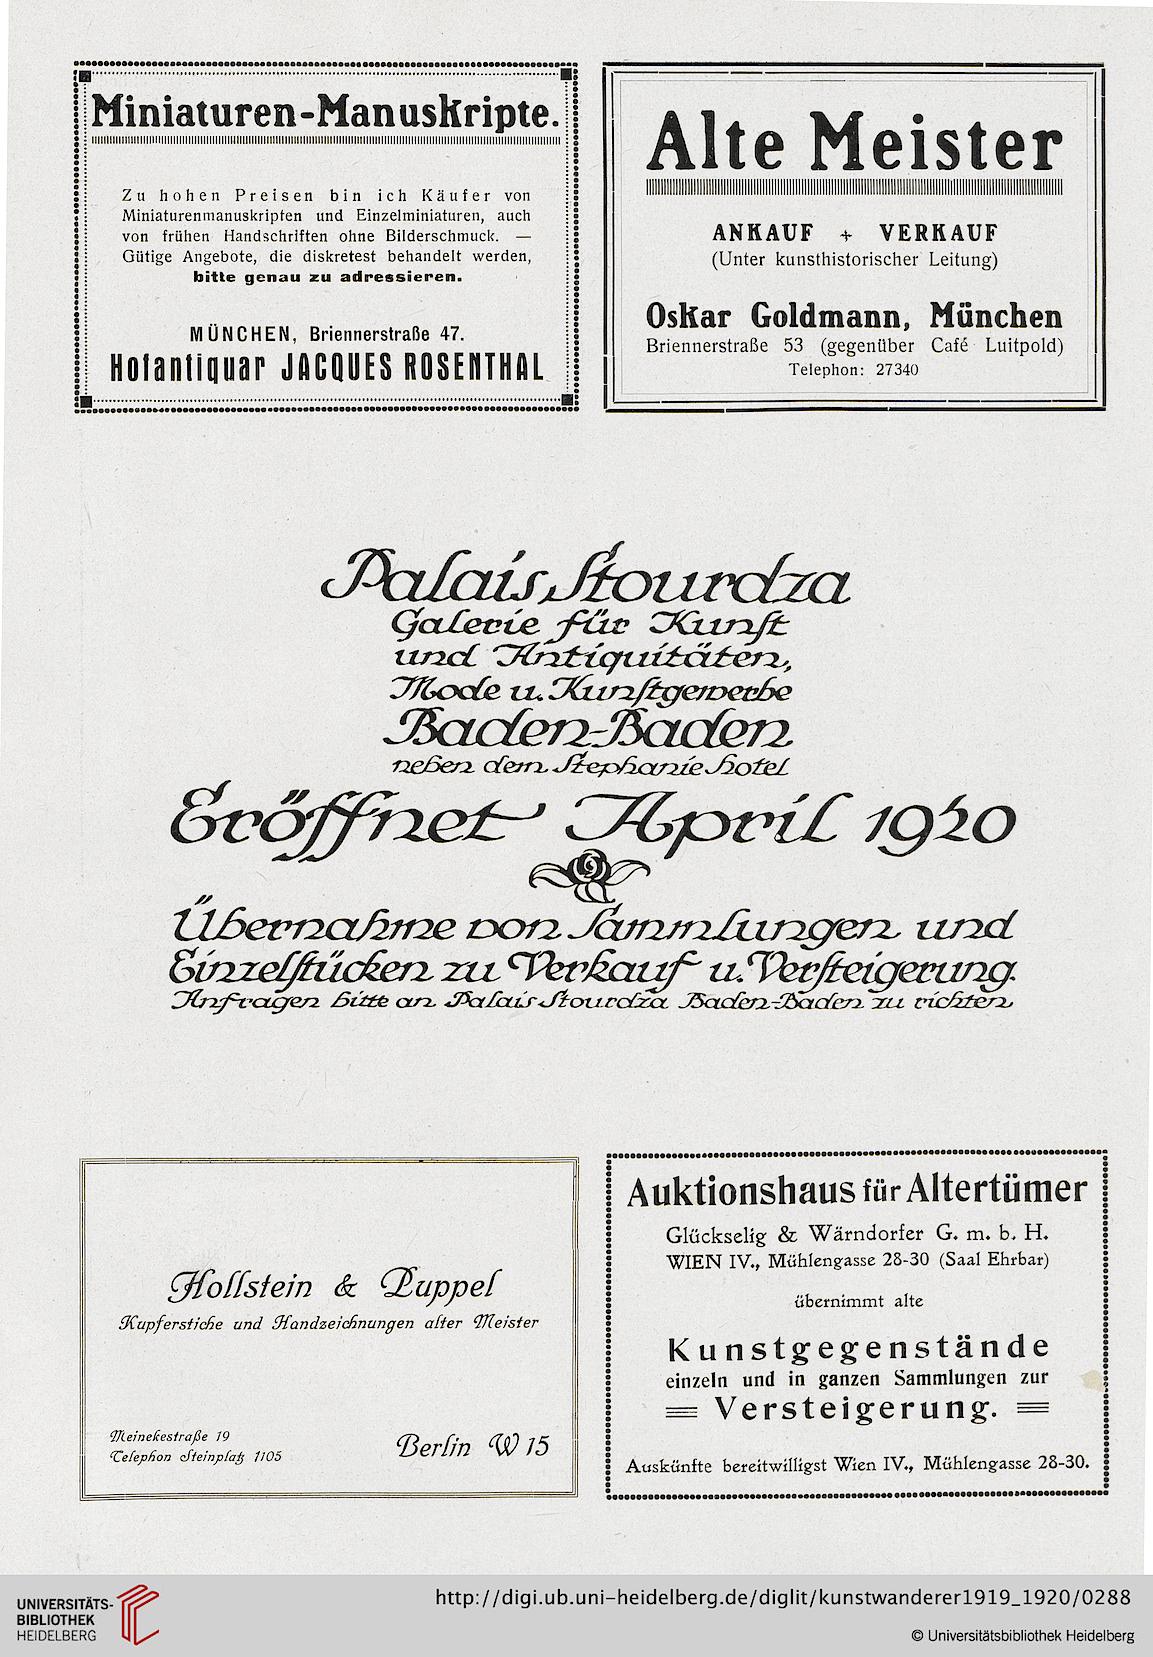 Miniaturen-Manuskripte.
Zu hohen Preisen bin ich Käufer von
Miniaturenmanuskripten und Einzelminiaturen, auch
von frühen Handschriften ohne Bilderschmuck. —
Gütige Angebote, die diskretest behandelt werden,
bitte genau zu adressieren.
MÜNCHEN, Briennerstraße 47.
Hofantiquar JACQUES ROSENTHAL
Alte Meister
ANKAUF + VERKAUF
(Unter kunsthistorischer Leitung)
Oskar Goldmann, München
Briennerstraße 53 (gegenüber Café Luitpold)
Telephon: 27340
Palais Stourdza
Galerie für Kunst
und Antiquitäten,
Mode u. Kunstgewerbe
Baden-Baden
neben dem Stephanie Hotel
Eröffnet April 1920
Übernahme von Sammlungen und
Einzelstücken zu Verkauf u. Versteigerung.
Anfragen bitte an Palais Stourdza Baden-Baden zu richten
Hollstein & Puppel
Kupferstiche und Handzeichnungen alter Meister
Meinekestraße 19
Telephon Steinplatz 1105
Berlin W 15
Auktionshaus für Altertümer
Glückselig & Wärndorfer G. m. b. H.
WIEN IV., Mühlengasse 28-30 (Saal Ehrbar)
übernimmt alte
Kunstgegenstände
einzeln und in ganzen Sammlungen zur
Versteigerung.
Auskünfte bereitwilligst Wien IV., Mühlengasse 28-30.
UNIVERSITÄTS-
BIBLIOTHEK
HEIDELBERG
http://digi.ub.uni-heidelberg.de/diglit/kunstwanderer1919_1920/0288
© Universitätsbibliothek Heidelberg